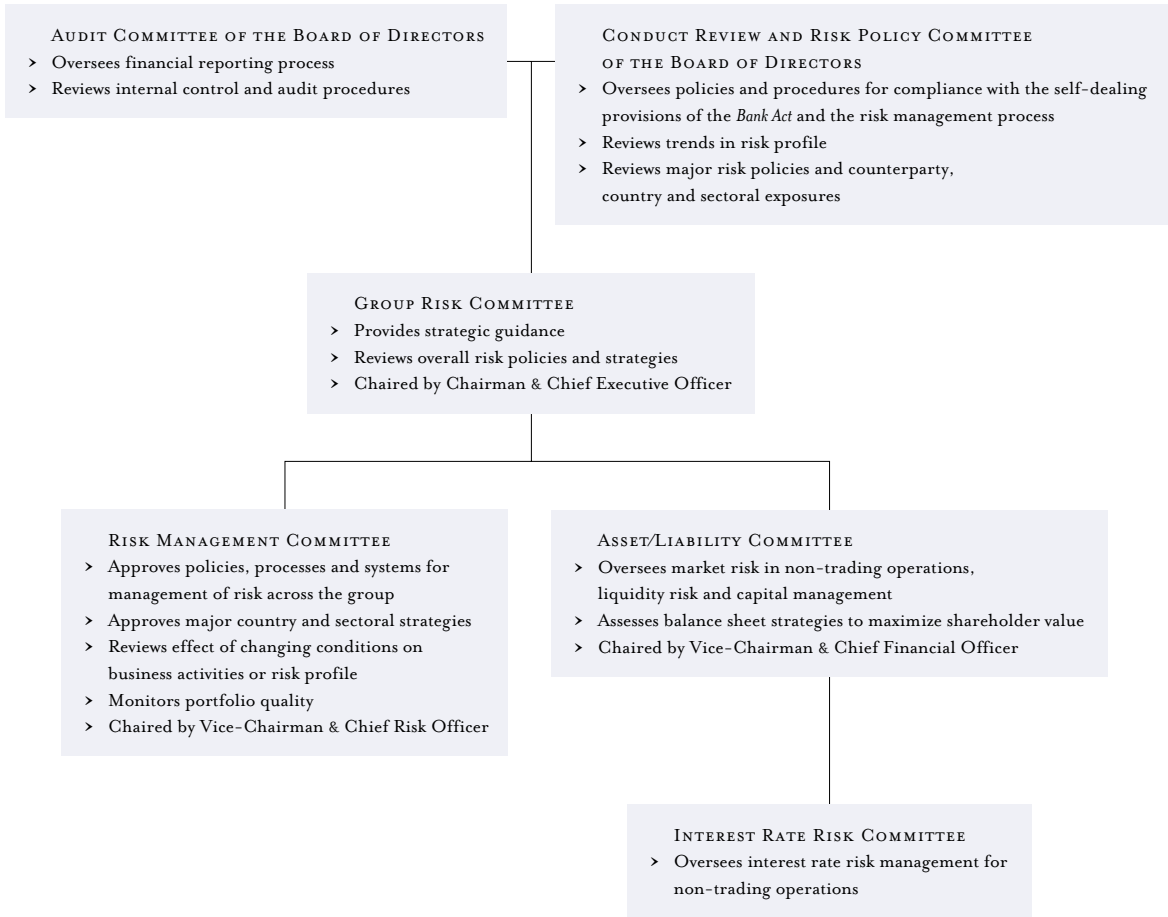 Audit Committee of the Board of Directors
➢ Oversees financial reporting process
➢ Reviews internal control and audit procedures
Conduct Review and Risk Policy Committee
of the Board of Directors
➢ Oversees policies and procedures for compliance with the self-dealing
provisions of the Bank Act and the risk management process
➢ Reviews trends in risk profile
➢ Reviews major risk policies and counterparty,
country and sectoral exposures
Group Risk Committee
➢ Provides strategic guidance
➢ Reviews overall risk policies and strategies
➢ Chaired by Chairman & Chief Executive Officer
Risk Management Committee
➢ Approves policies, processes and systems for
management of risk across the group
➢ Approves major country and sectoral strategies
➢ Reviews effect of changing conditions on
business activities or risk profile
➢ Monitors portfolio quality
➢ Chaired by Vice-Chairman & Chief Risk Officer
Asset/Liability Committee
➢ Oversees market risk in non-trading operations,
liquidity risk and capital management
➢ Assesses balance sheet strategies to maximize shareholder value
➢ Chaired by Vice-Chairman & Chief Financial Officer
Interest Rate Risk Committee
➢ Oversees interest rate risk management for
non-trading operations